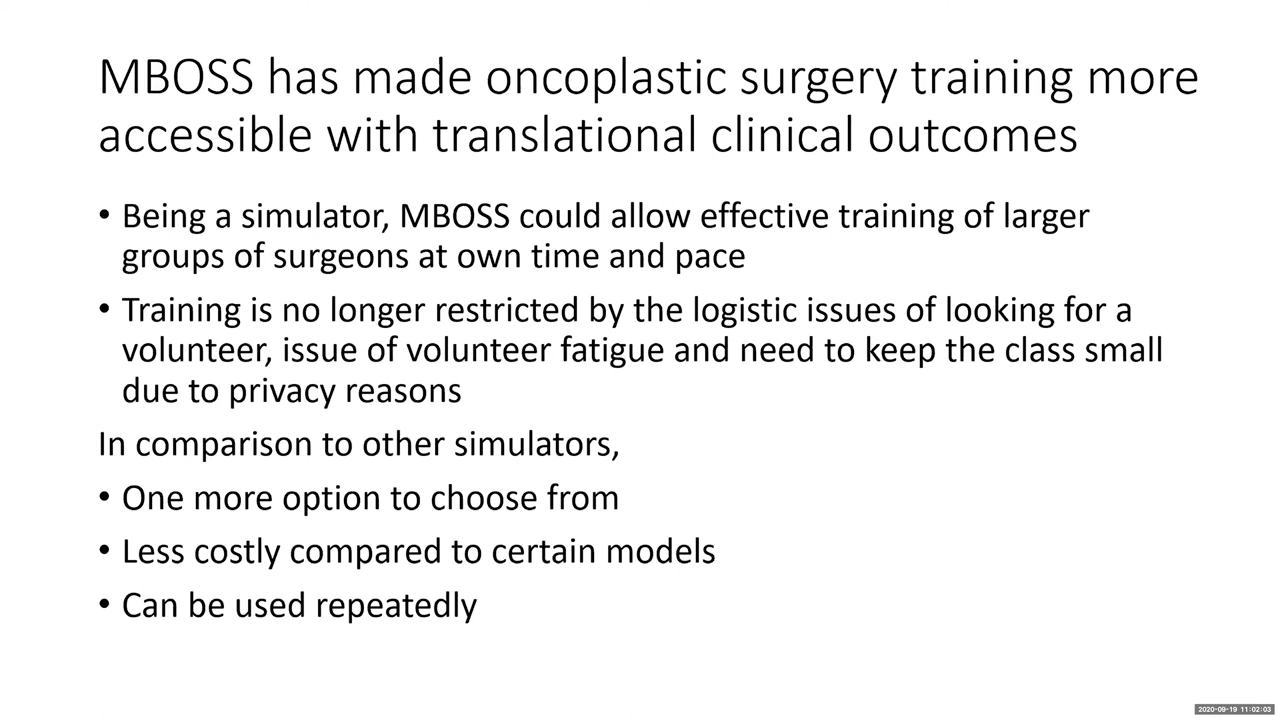 MBOSS has made oncoplastic surgery training more
accessible with translational clinical outcomes
• Being a simulator, MBOSS could allow effective training of larger
groups of surgeons at own time and pace
• Training is no longer restricted by the logistic issues of looking for a
volunteer, issue of volunteer fatigue and need to keep the class small
due to privacy reasons
In comparison to other simulators,
• One more option to choose from
• Less costly compared to certain models
• Can be used repeatedly
2020-09-19 11:02:03